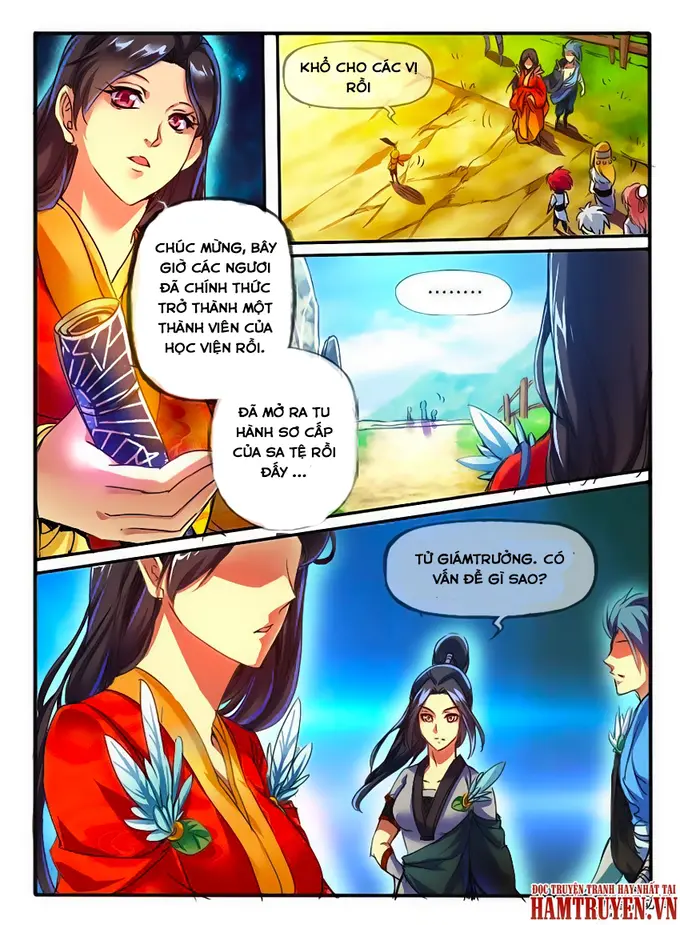 CHÚC MỪNG, BÂY
GIỜ CÁC NGƯƠI
ĐÃ CHÍNH THỨC
TRỞ THÀNH MỘT
THÀNH VIÊN CỦA
HỌC VIỆN RỒI.
ĐÃ MỞ RA TU
HÀNH SƠ CẤP
CỦA SA TỆ RỒI
ĐẤY ...
KHỔ CHO CÁC VỊ
RỒI
........
TỬ GIÁMTRƯỞNG. CÓ
VẤN ĐỀ GÌ SAO?
ĐỌC TRUYỆN TRANH HAY NHẤT TẠI
HAMTRUYEN.VN